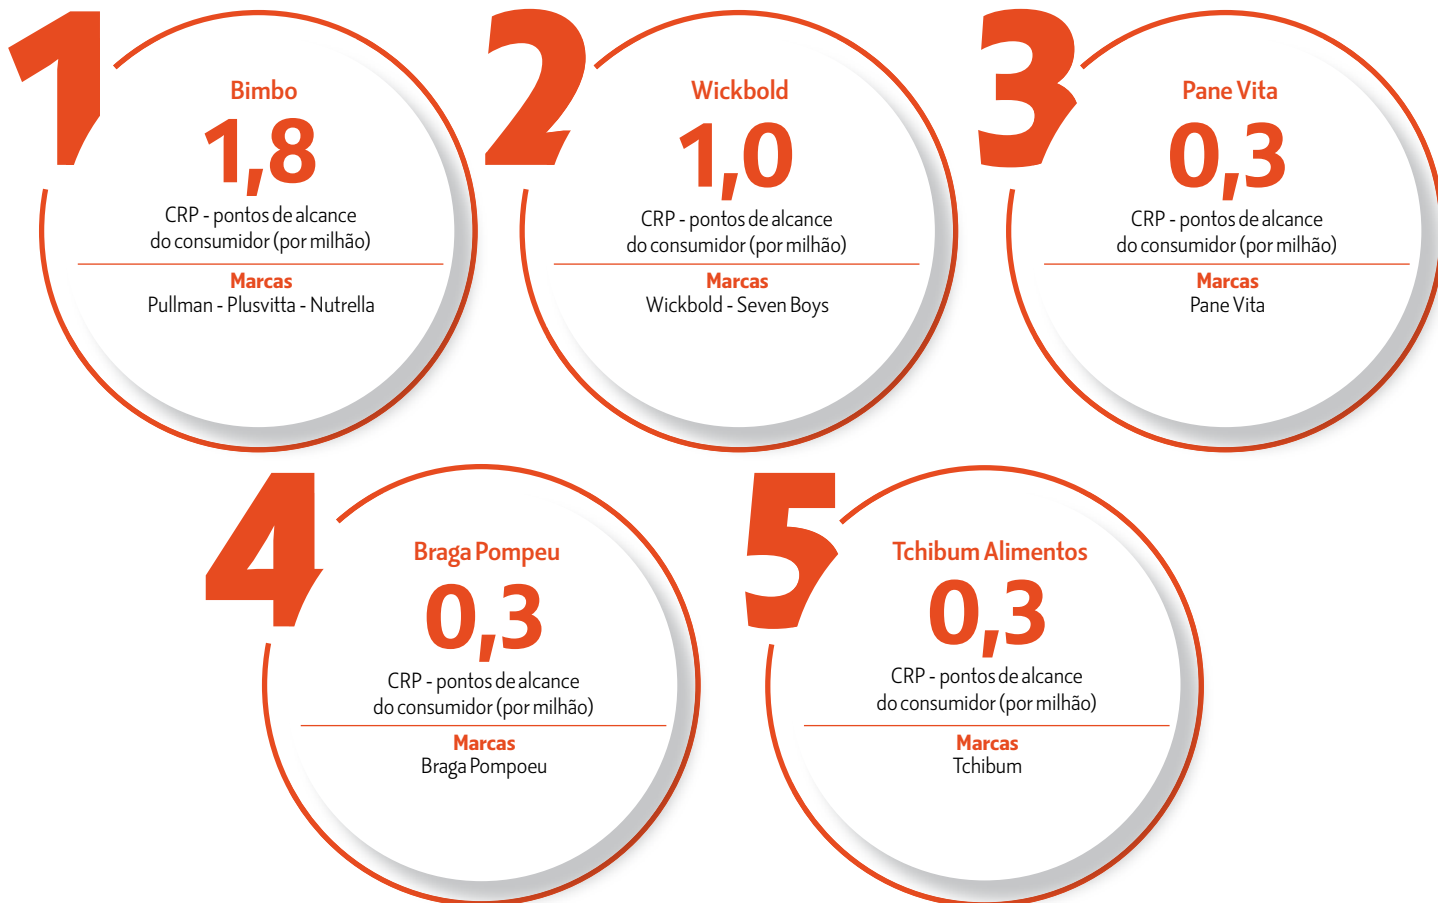 1
Bimbo
1,8
CRP - pontos de alcance
do consumidor (por milhão)
Marcas
Pullman - Plusvitta - Nutrella
2
Wickbold
1,0
CRP - pontos de alcance
do consumidor (por milhão)
Marcas
Wickbold - Seven Boys
3
Pane Vita
0,3
CRP - pontos de alcance
do consumidor (por milhão)
Marcas
Pane Vita
4
Braga Pompeu
0,3
CRP - pontos de alcance
do consumidor (por milhão)
Marcas
Braga Pompoeu
5
Tchibum Alimentos
0,3
CRP - pontos de alcance
do consumidor (por milhão)
Marcas
Tchibum